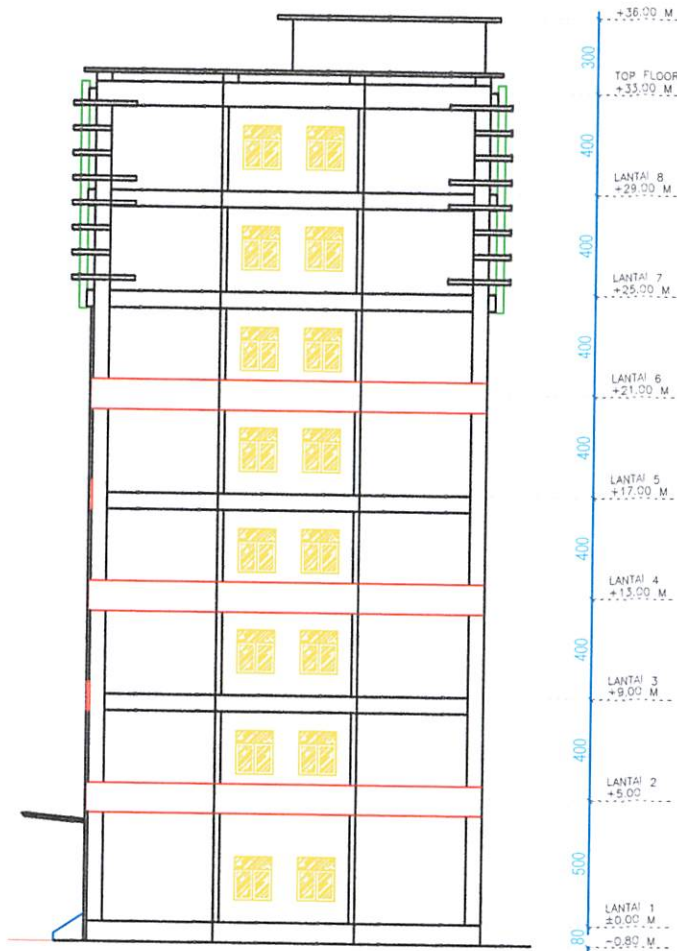 +36.00 M
300
TOP FLOOR
+33.00 M
400
LANTAI 8
+29.00 M
400
LANTAI 7
+25.00 M
400
LANTAI 6
+21.00 M
400
LANTAI 5
+17.00 M
400
LANTAI 4
+13.00 M
400
LANTAI 3
+9.00 M
400
LANTAI 2
+5.00
500
LANTAI 1
±0.00 M
80
-0.80 M